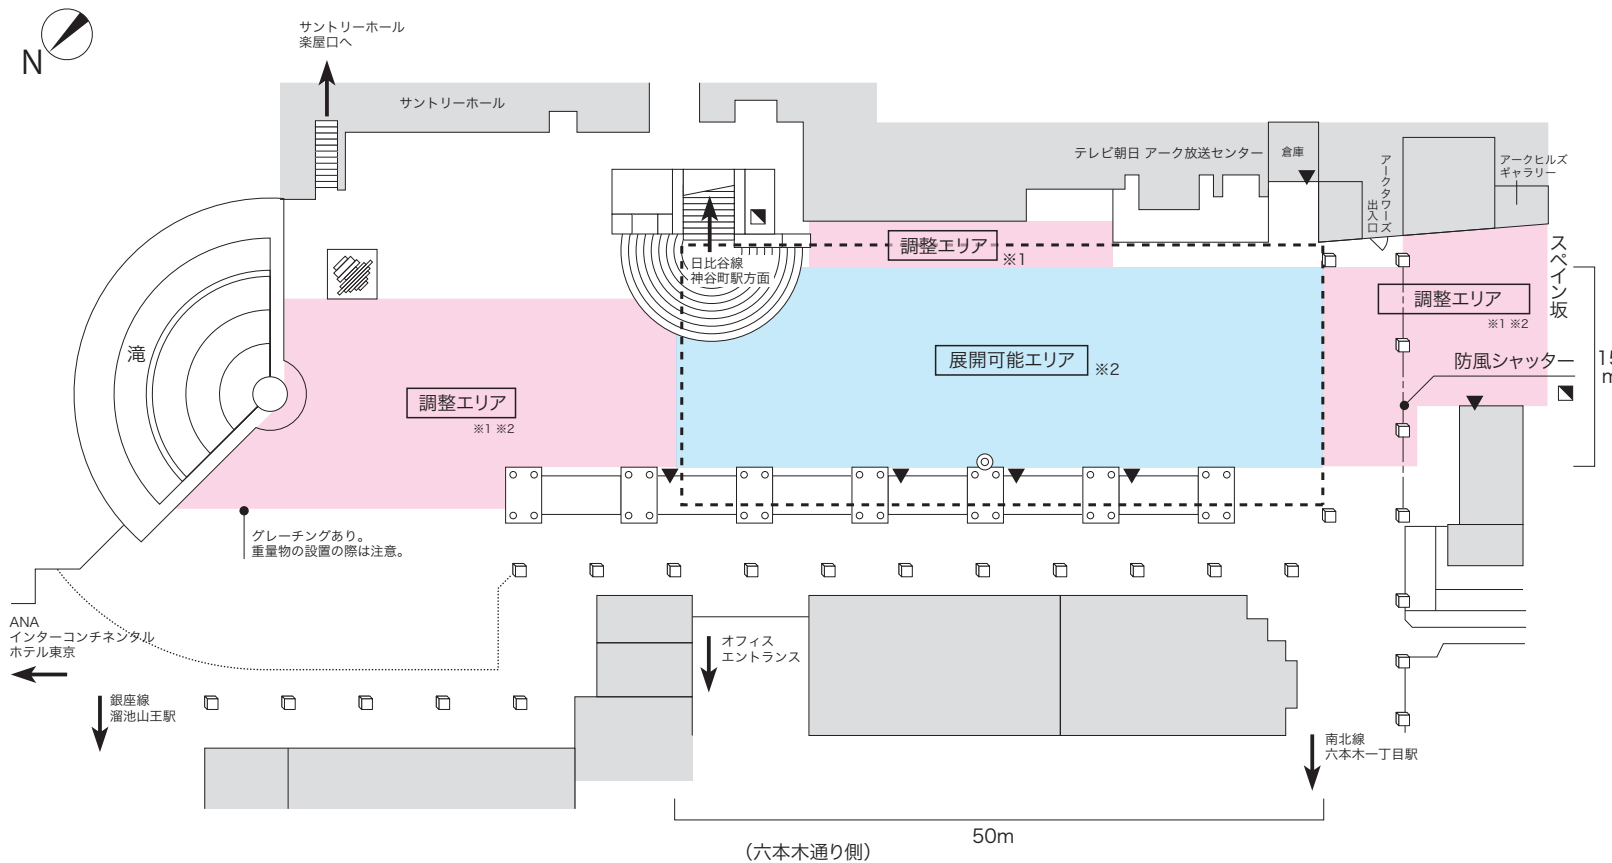 N
サントリーホール
楽屋口へ
サントリーホール
テレビ朝日 アーク放送センター
倉庫
アークタワーズ
出入口
アークヒルズ
ギャラリー
スペイン坂
調整エリア
※1
日比谷線
神谷町駅方面
調整エリア
※1 ※2
滝
展開可能エリア
※2
防風シャッター
15
m
調整エリア
※1 ※2
グレーチングあり。
重量物の設置の際は注意。
ANA
インターコンチネンタル
ホテル東京
オフィス
エントランス
銀座線
溜池山王駅
南北線
六本木一丁目駅
50m
(六本木通り側)